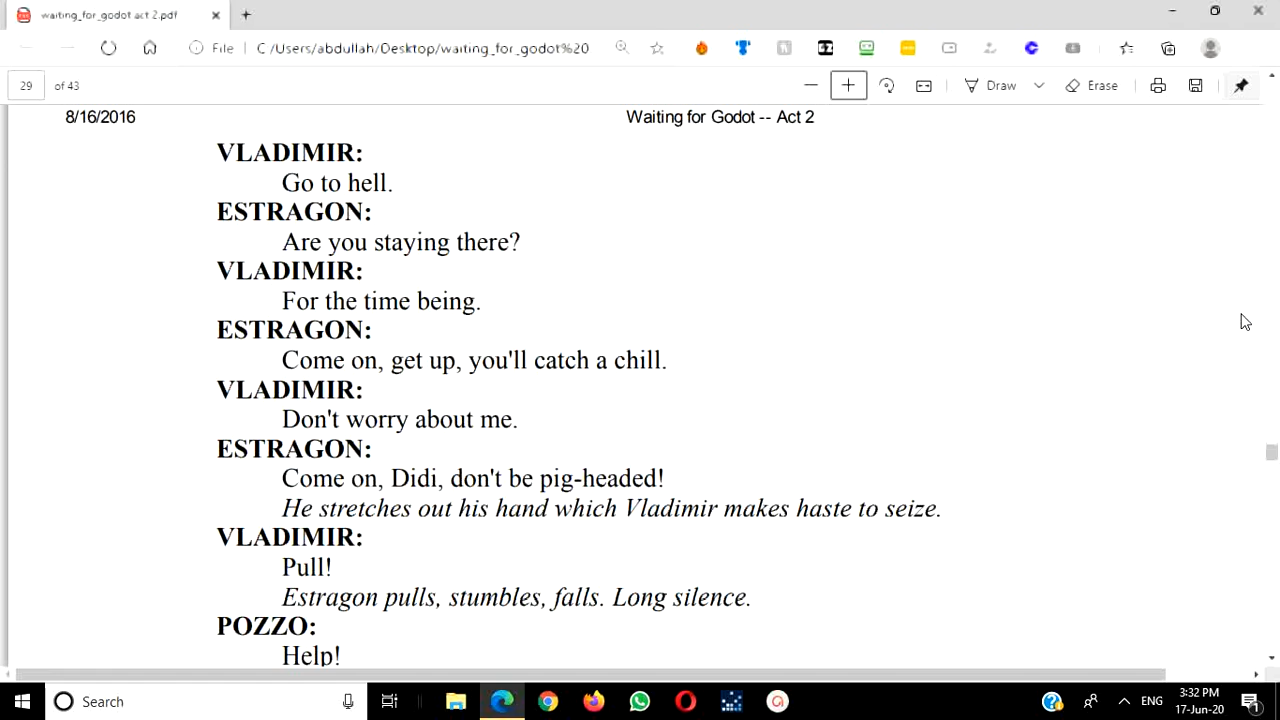 waiting_for_godot act 2.pdf
File | C /Users/abdullah/Desktop/waiting_for_godot%20
29 of 43
Draw
Erase
8/16/2016 Waiting for Godot -- Act 2
VLADIMIR:
Go to hell.
ESTRAGON:
Are you staying there?
VLADIMIR:
For the time being.
ESTRAGON:
Come on, get up, you'll catch a chill.
VLADIMIR:
Don't worry about me.
ESTRAGON:
Come on, Didi, don't be pig-headed!
He stretches out his hand which Vladimir makes haste to seize.
VLADIMIR:
Pull!
Estragon pulls, stumbles, falls. Long silence.
POZZO:
Help!
Search
ENG
3:32 PM
17-Jun-20